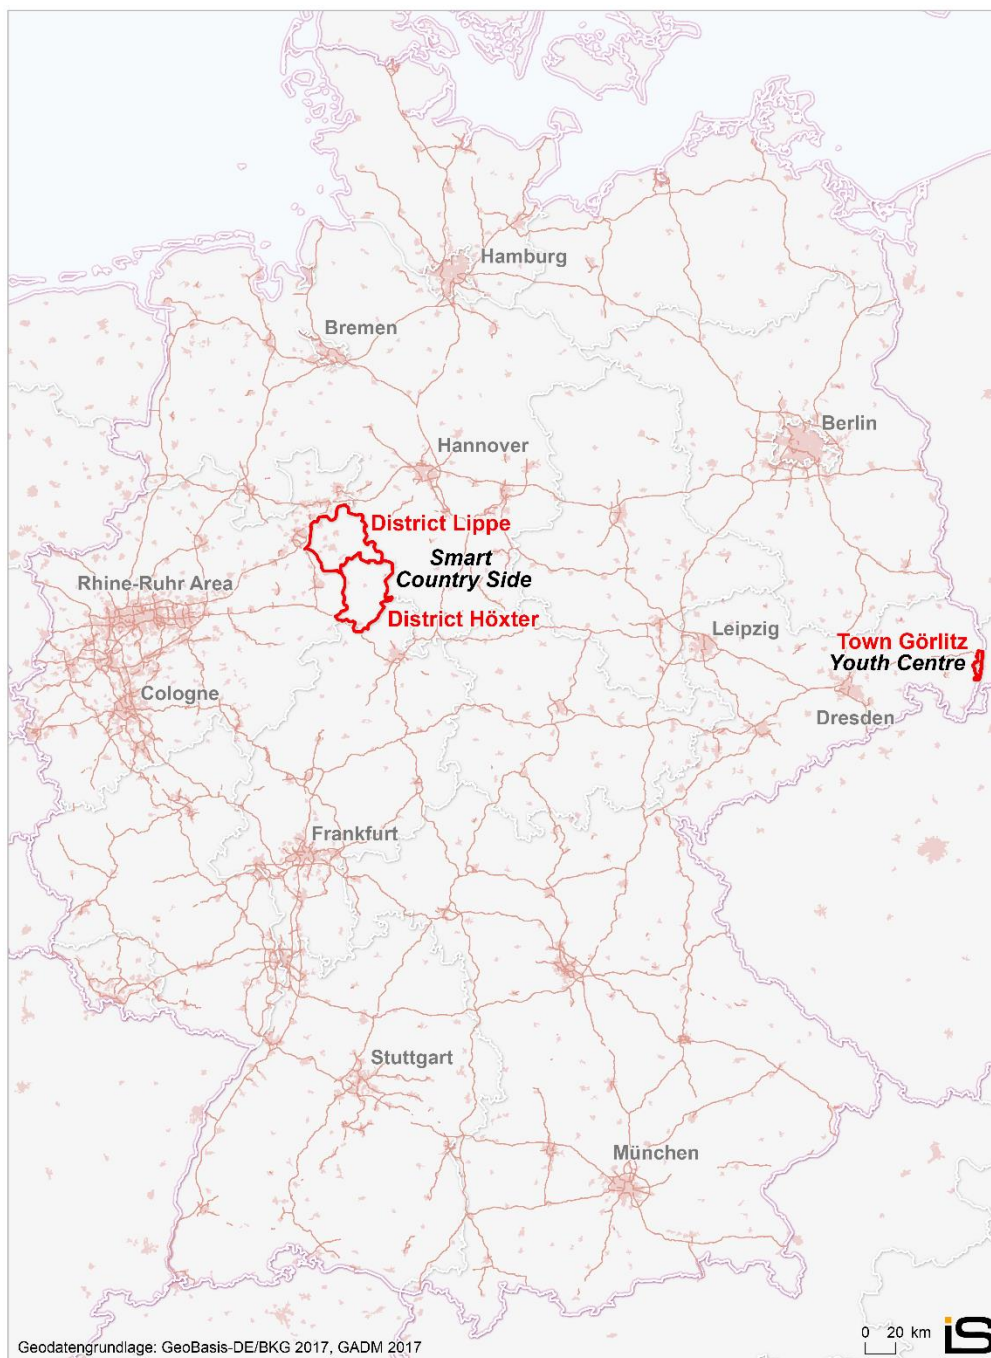 Hamburg
Bremen
Berlin
Hannover
District Lippe
Smart
Country Side
Rhine-Ruhr Area
District Höxter
Leipzig
Town Görlitz
Youth Centre
Cologne
Dresden
Frankfurt
Stuttgart
München
0 20 km
iS
Geodatengrundlage: GeoBasis-DE/BKG 2017, GADM 2017